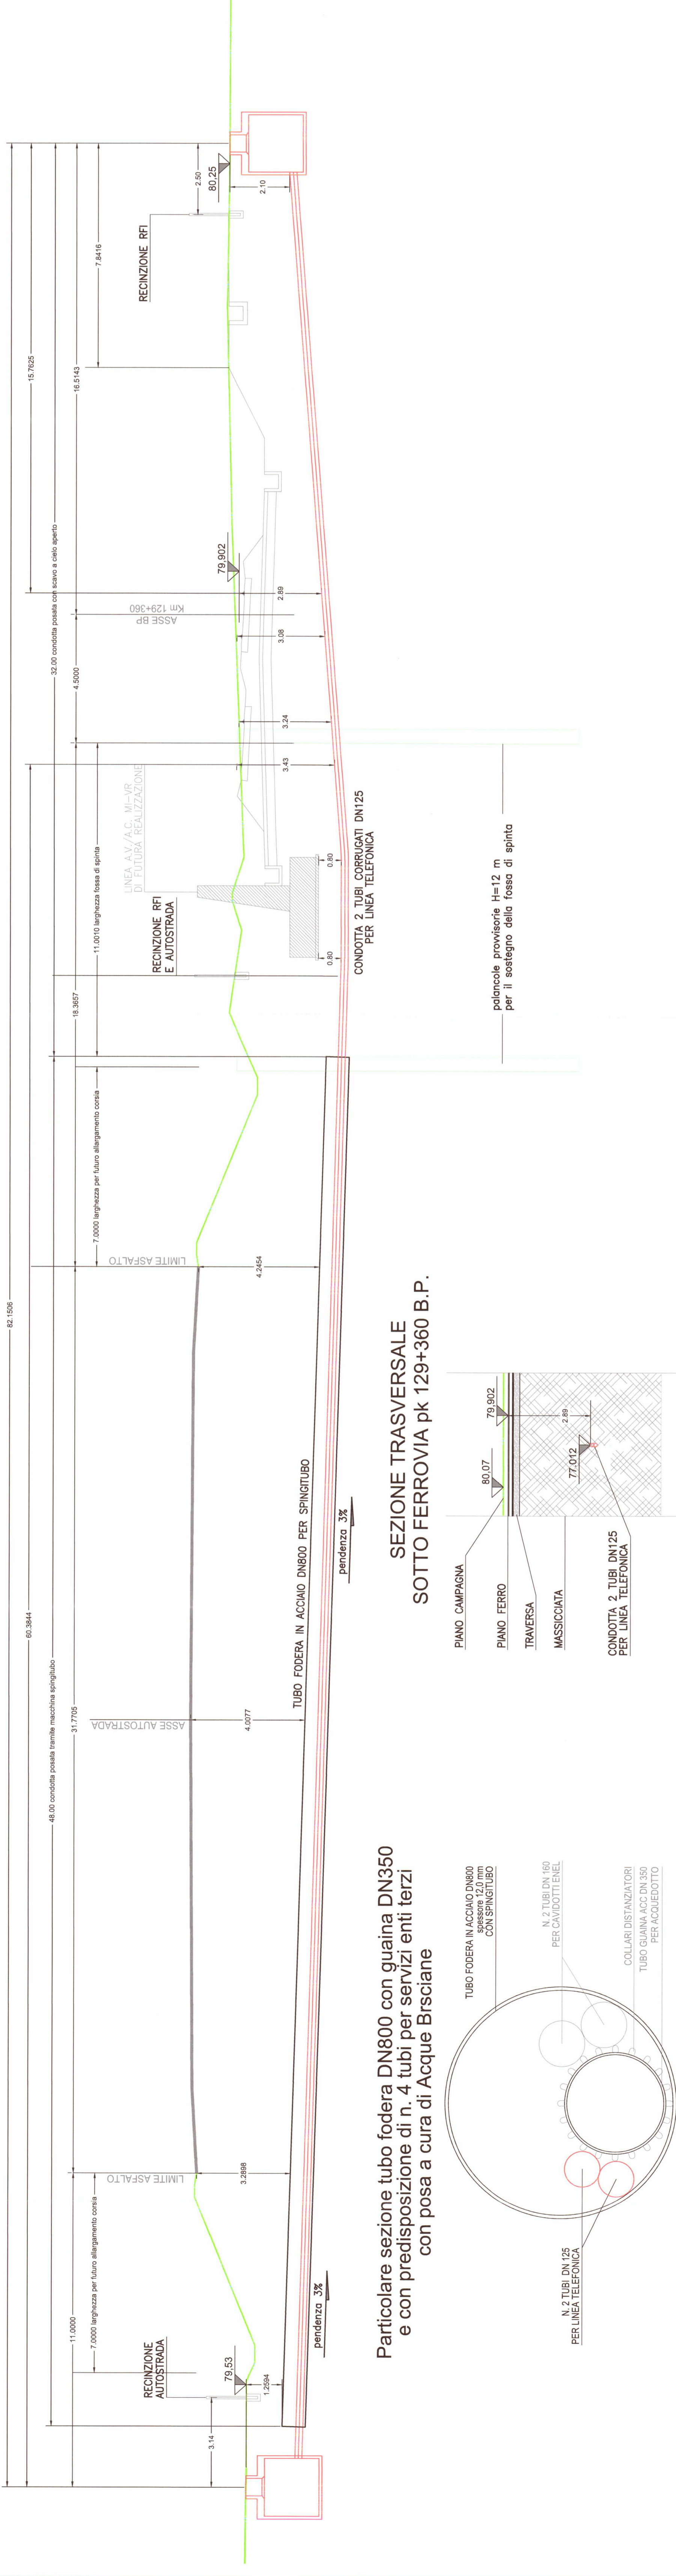 82.1506
60.3844
15.7625
48.00 condotta posata tramite macchina spingitubo
32.00 condotta posata con scavo a cielo aperto
11.0000
31.7705
18.3657
4.5000
16.5143
7.0000 larghezza per futuro allargamento corsia
7.0000 larghezza per futuro allargamento corsia
11.0010 larghezza fossa di spinta
7.8416
RECINZIONE
AUTOSTRADA
3.14
79.53
1.2594
LIMITE ASFALTO
3.2898
ASSE AUTOSTRADA
4.0077
LIMITE ASFALTO
4.2454
TUBO FODERA IN ACCIAIO DN800 PER SPINGITUBO
pendenza 3%
pendenza 3%
RECINZIONE RFI
E AUTOSTRADA
LINEA A.V./A.C. MI-VR
DI FUTURA REALIZZAZIONE
0.80
0.80
3.43
3.24
3.08
2.89
ASSE BP
Km 129+360
79,902
RECINZIONE RFI
2.50
80,25
2.10
CONDOTTA 2 TUBI CORRUGATI DN125
PER LINEA TELEFONICA
palancole provvisorie H=12 m
per il sostegno della fossa di spinta
Particolare sezione tubo fodera DN800 con guaina DN350
e con predisposizione di n. 4 tubi per servizi enti terzi
con posa a cura di Acque Brsciane
TUBO FODERA IN ACCIAIO DN800
spessore 12,0 mm
CON SPINGITUBO
N. 2 TUBI DN 160
PER CAVIDOTTI ENEL
COLLARI DISTANZIATORI
TUBO GUAINA ACC DN 350
PER ACQUEDOTTO
N. 2 TUBI DN 125
PER LINEA TELEFONICA
SEZIONE TRASVERSALE
SOTTO FERROVIA pk 129+360 B.P.
PIANO CAMPAGNA
PIANO FERRO
TRAVERSA
MASSICCIATA
CONDOTTA 2 TUBI DN125
PER LINEA TELEFONICA
80,07
79,902
2.89
77.012